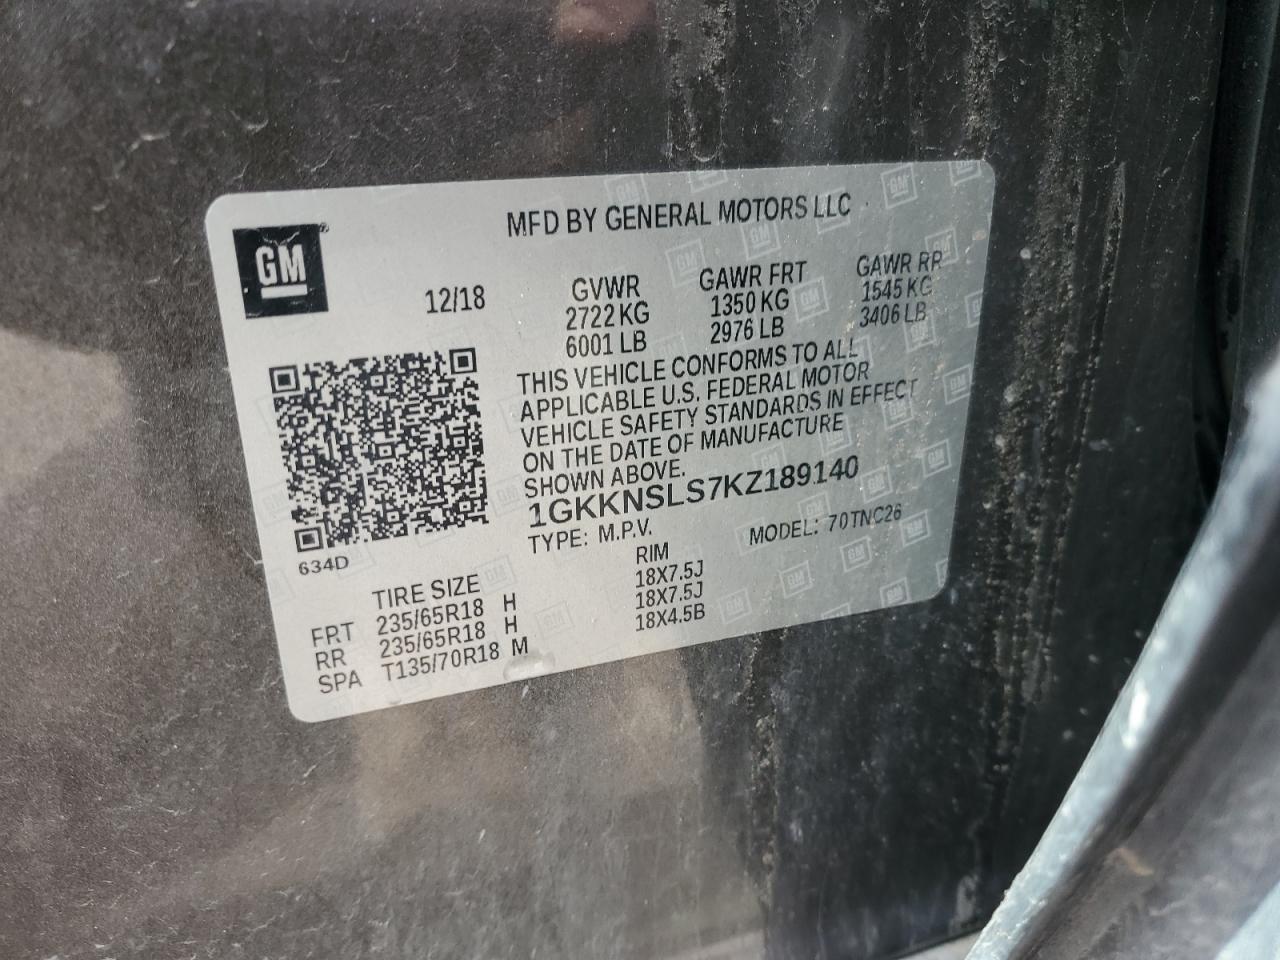 MFD BY GENERAL MOTORS LLC
GM
12/18
GVWR GAWR FRT GAWR RR
2722 KG 1350 KG 1545 KG
6001 LB 2976 LB 3406 LB
THIS VEHICLE CONFORMS TO ALL
APPLICABLE U.S. FEDERAL MOTOR
VEHICLE SAFETY STANDARDS IN EFFECT
ON THE DATE OF MANUFACTURE
SHOWN ABOVE.
1GKKNSLS7KZ189140
TYPE: M.P.V. MODEL: 70TNC26
634D
TIRE SIZE RIM
FRT 235/65R18 H 18X7.5J
RR 235/65R18 H 18X7.5J
SPA T135/70R18 M 18X4.5B